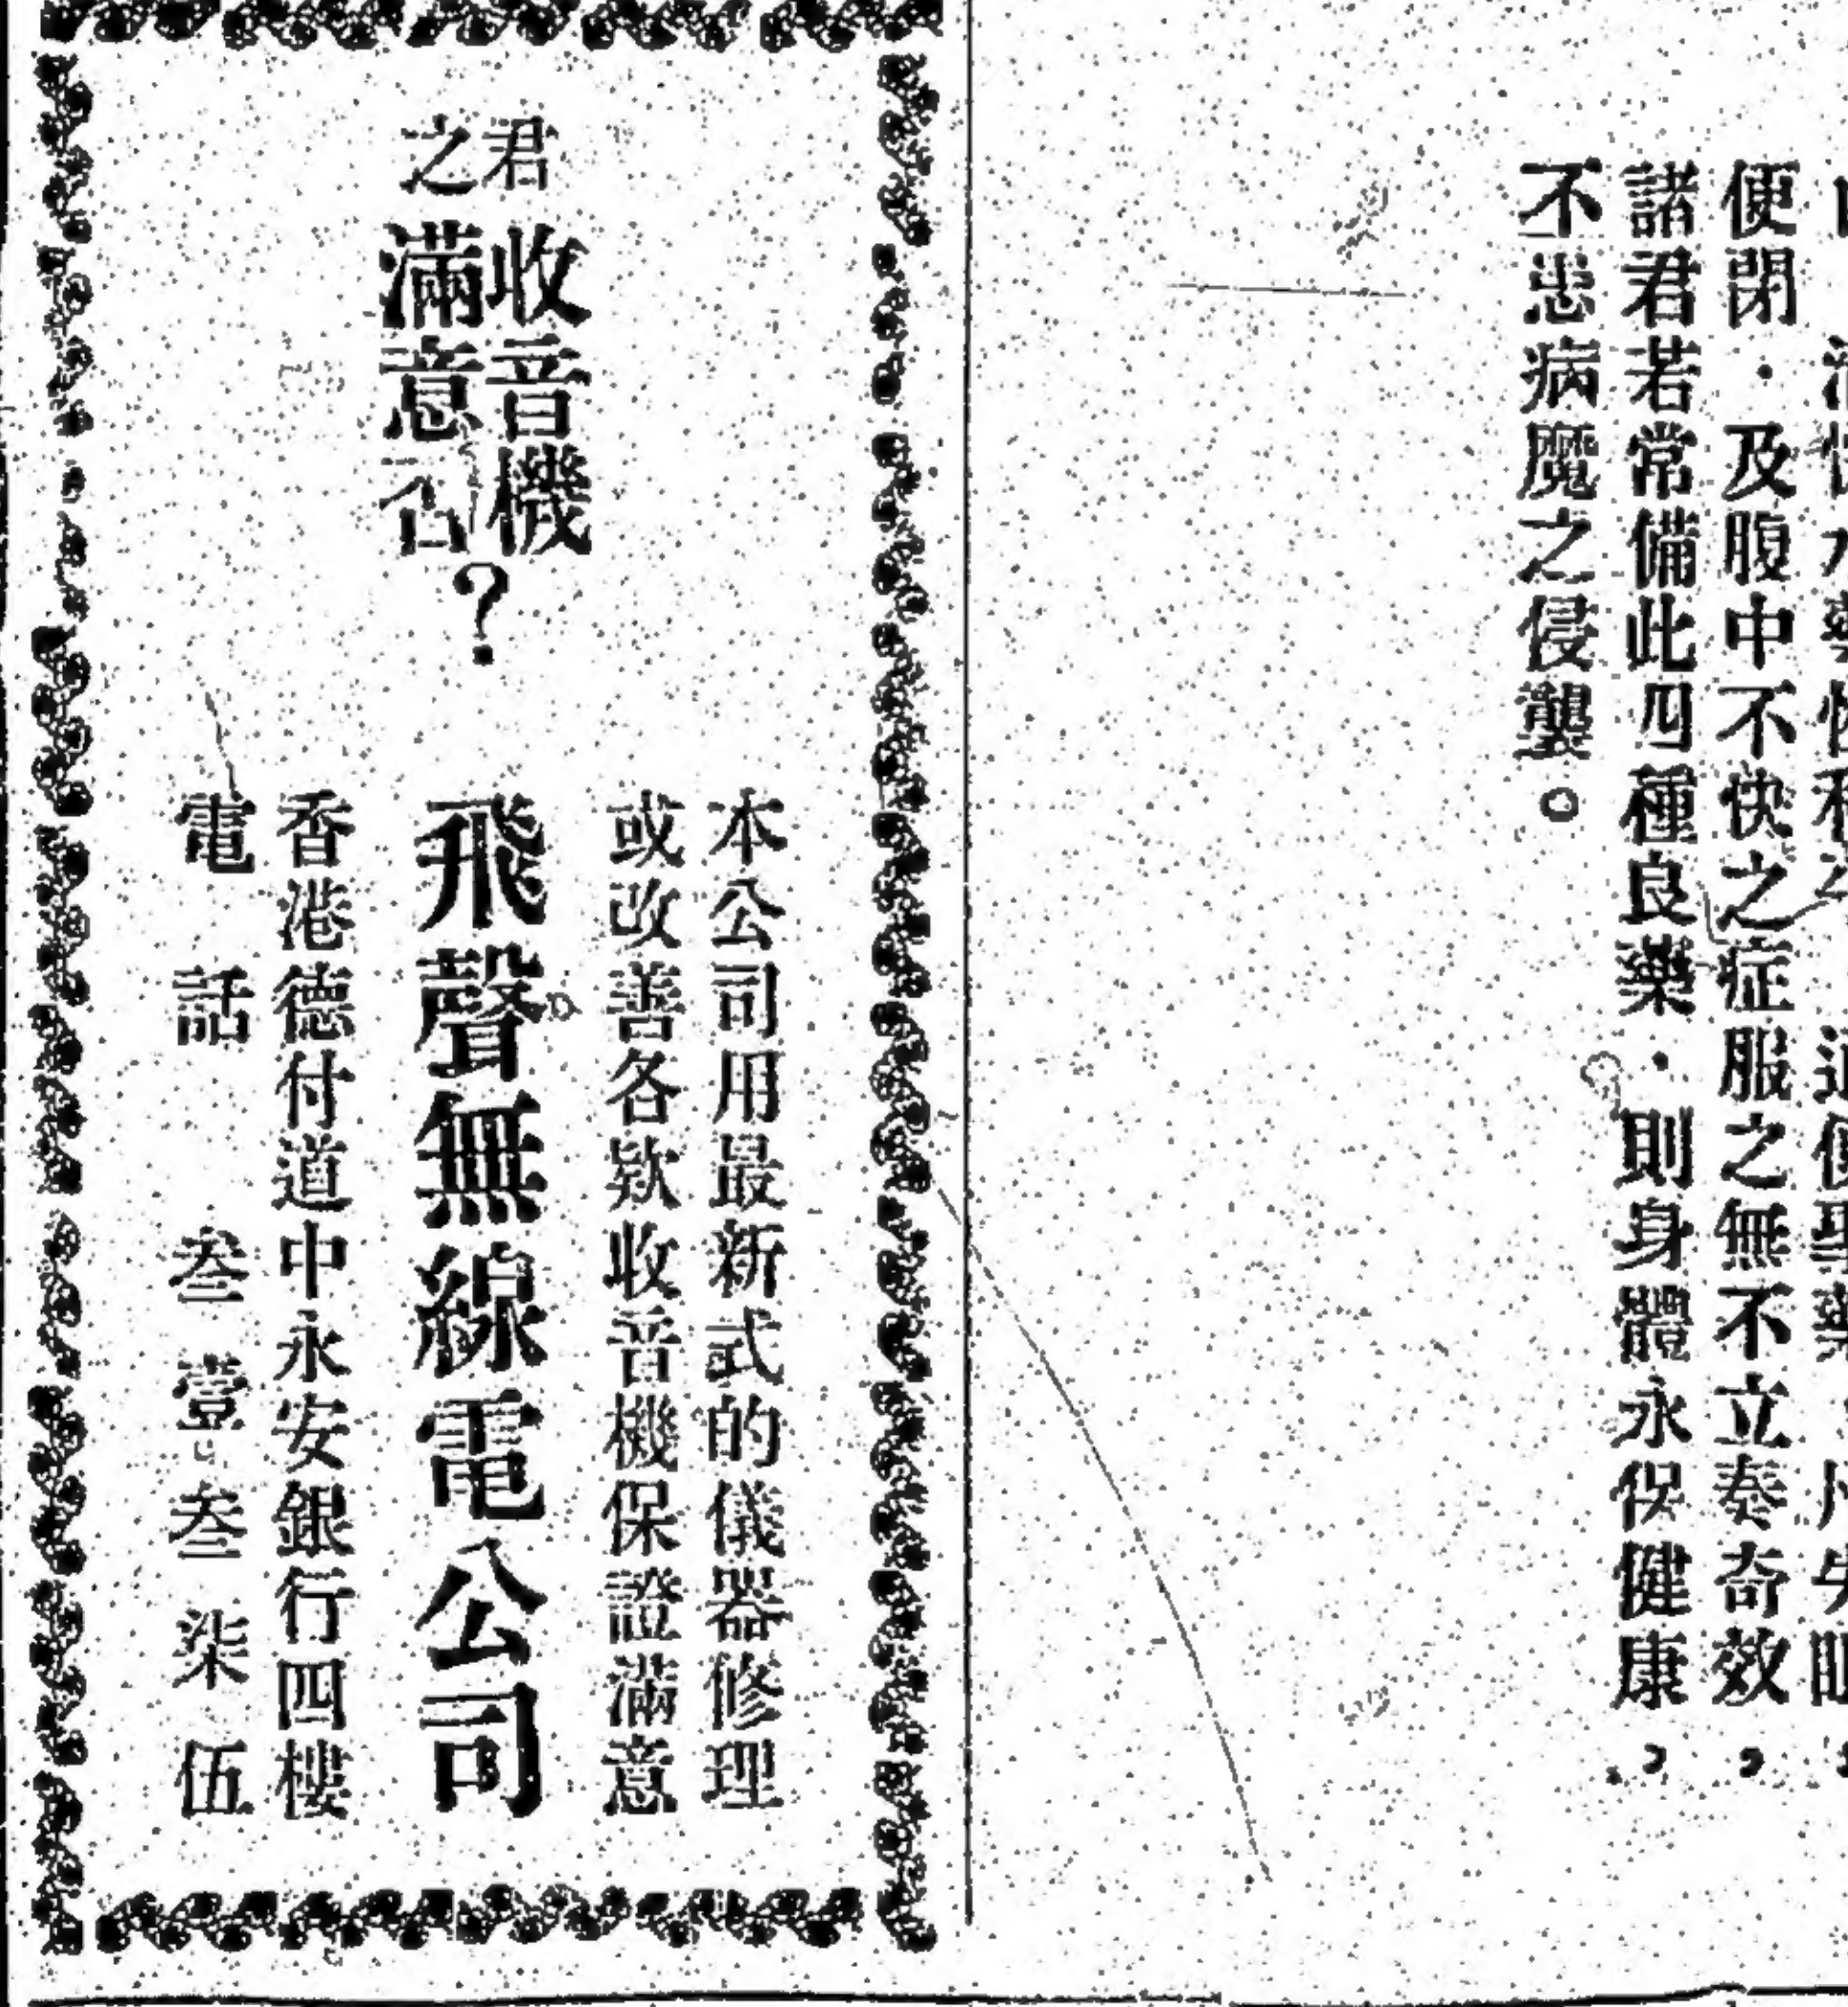 便閉・及腹中不快之症服之無不立奏奇效，
諸君若常備此四種良藥・則身體永保健康，
不患病魔之侵襲。
君之
收音機
滿意否？
本公司用最新式的儀器修理
或改善各欵收音機保證滿意
飛聲無線電公司
香港德付道中永安銀行四樓
電話 叁壹叁柒伍